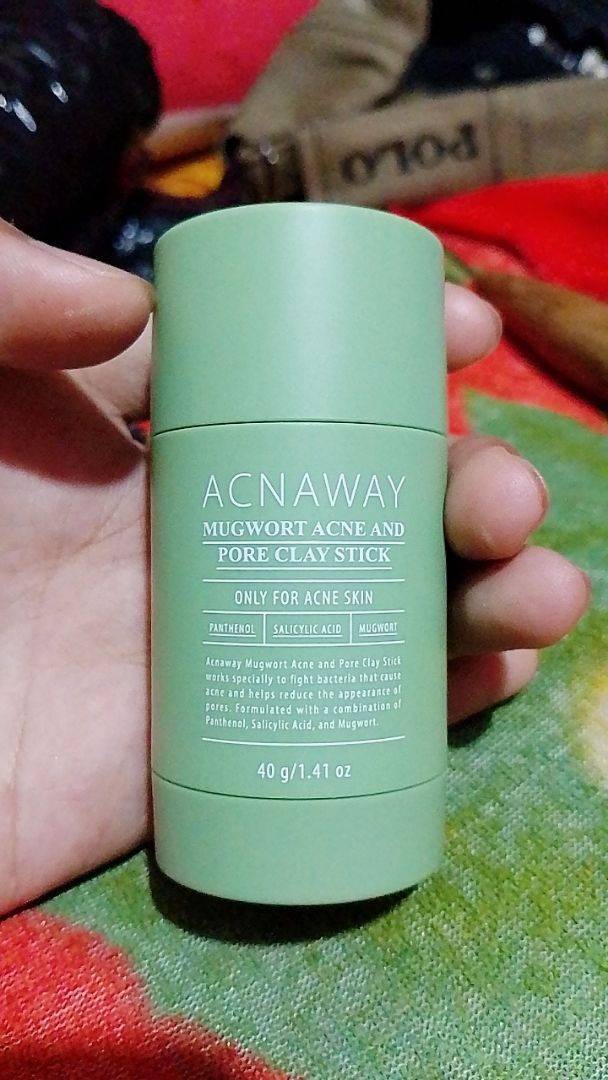 POLO
ACNAWAY
MUGWORT ACNE AND
PORE CLAY STICK
ONLY FOR ACNE SKIN
PANTHENOL SALICYLIC ACID MUGWORT
Acnaway Mugwort Acne and Pore Clay Stick
works specially to fight bacteria that cause
acne and helps reduce the appearance of
pores. Formulated with a combination of
Panthenol, Salicylic Acid, and Mugwort.
40 g/1.41 oz